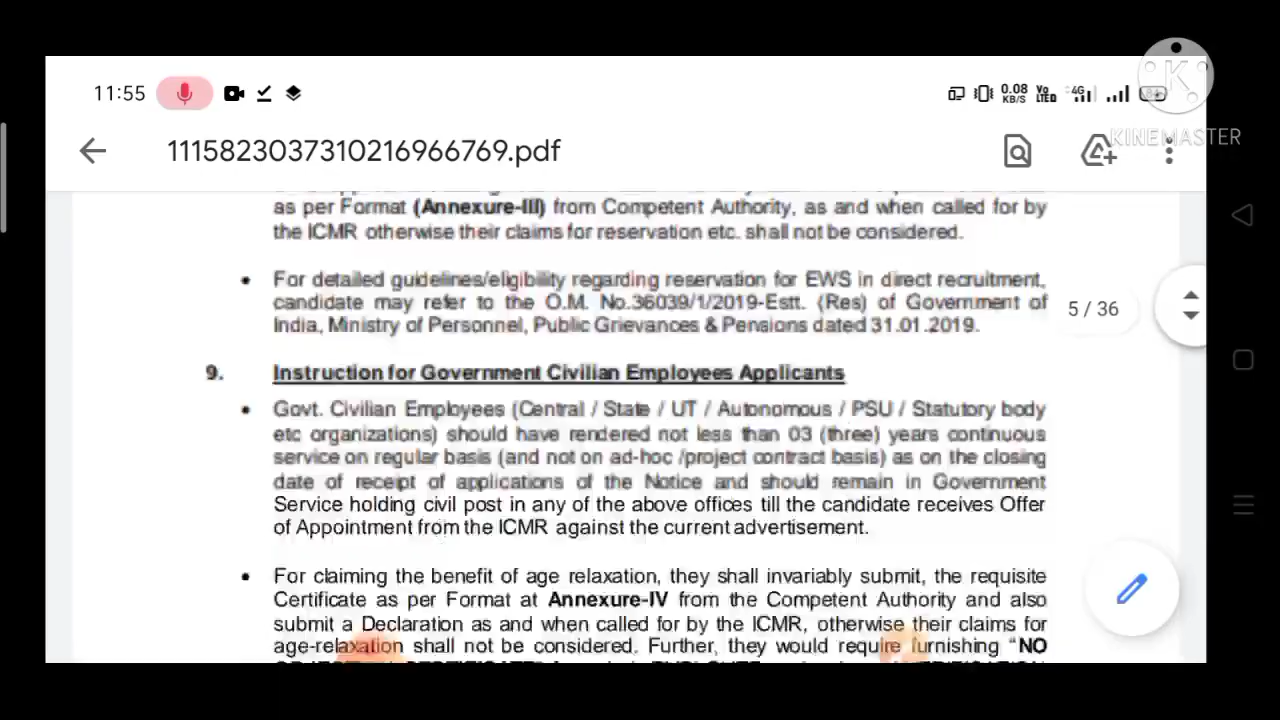 11:55
0.08
KB/S
Vo
LTED
4G
KINEMASTER
1115823037310216966769.pdf
as per Format (Annexure-III) from Competent Authority, as and when called for by
the ICMR otherwise their claims for reservation etc. shall not be considered.
• For detailed guidelines/eligibility regarding reservation for EWS in direct recruitment,
candidate may refer to the O.M. No.36039/1/2019-Estt. (Res) of Government of
India, Ministry of Personnel, Public Grievances & Pensions dated 31.01.2019.
5 / 36
9. Instruction for Government Civilian Employees Applicants
• Govt. Civilian Employees (Central / State / UT / Autonomous / PSU / Statutory body
etc organizations) should have rendered not less than 03 (three) years continuous
service on regular basis (and not on ad-hoc /project contract basis) as on the closing
date of receipt of applications of the Notice and should remain in Government
Service holding civil post in any of the above offices till the candidate receives Offer
of Appointment from the ICMR against the current advertisement.
• For claiming the benefit of age relaxation, they shall invariably submit, the requisite
Certificate as per Format at Annexure-IV from the Competent Authority and also
submit a Declaration as and when called for by the ICMR, otherwise their claims for
age-relaxation shall not be considered. Further, they would require furnishing “NO